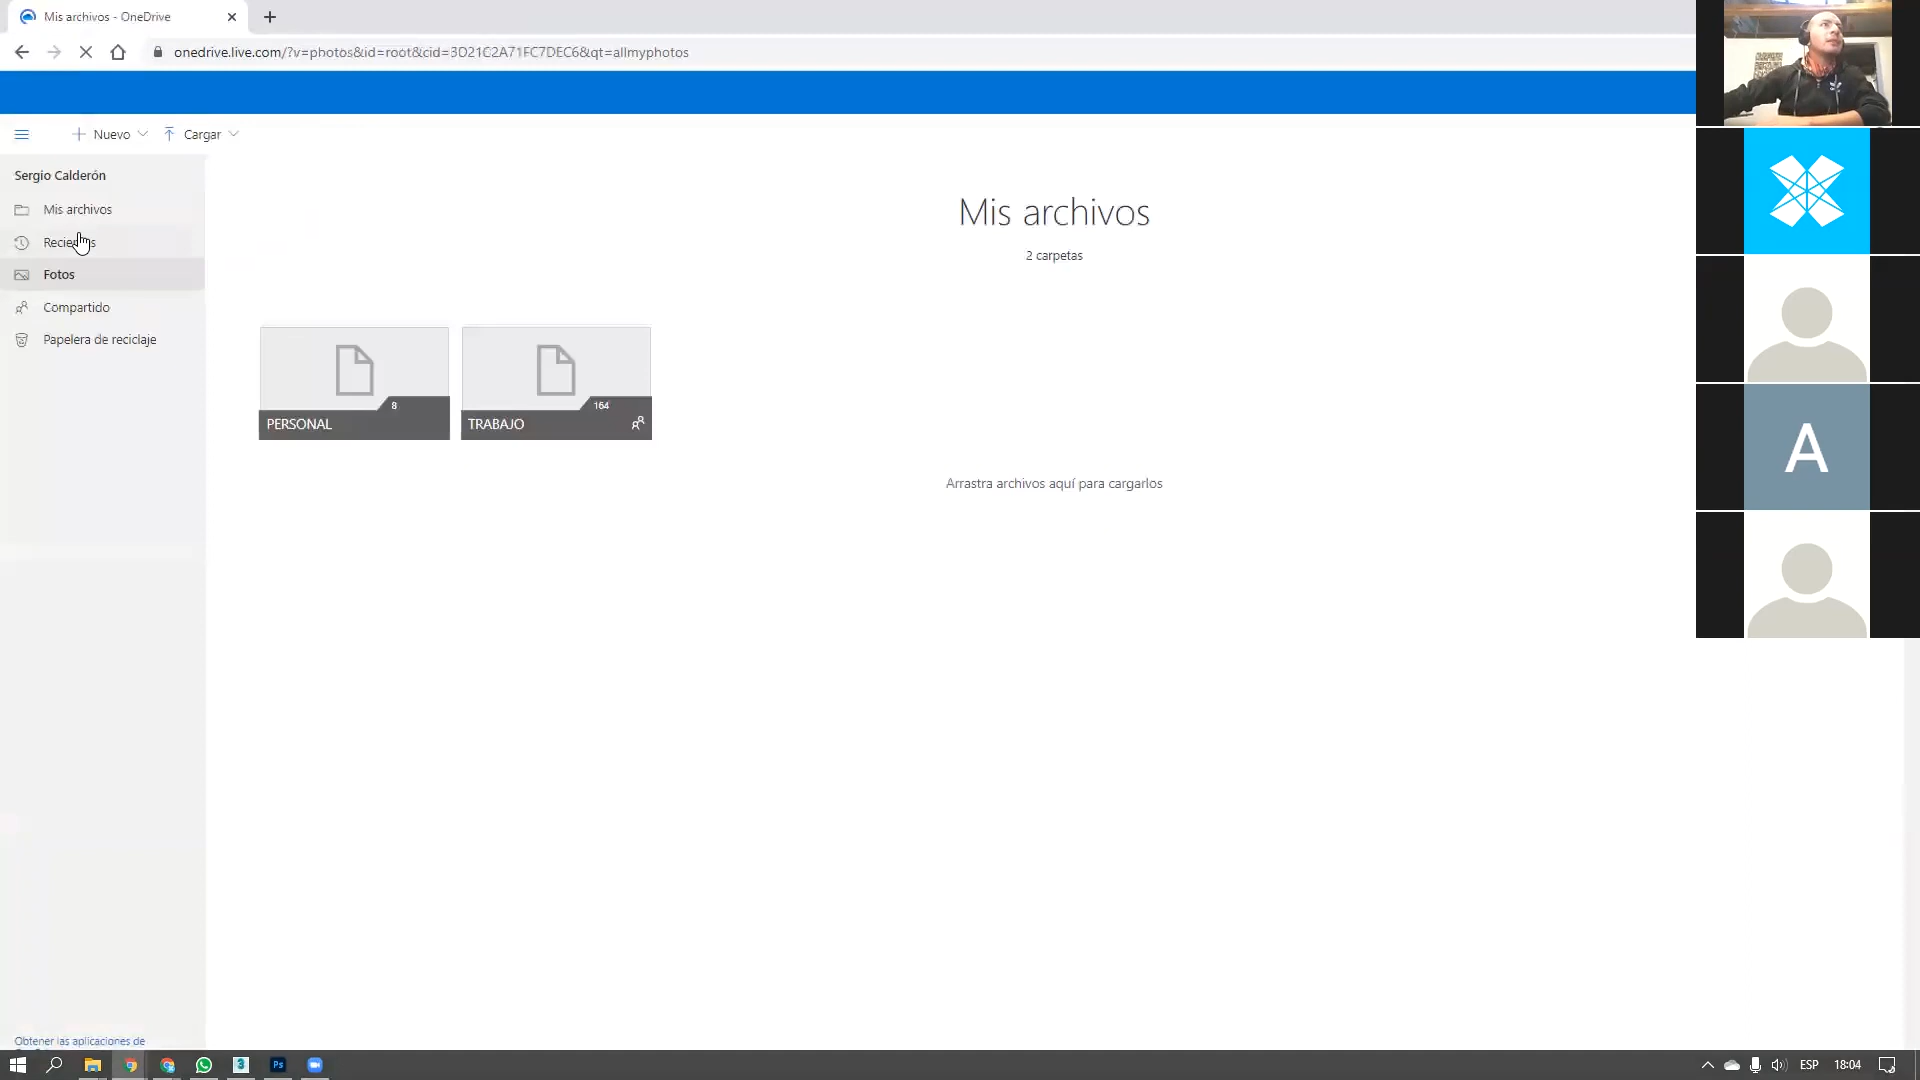 Mis archivos - OneDrive
onedrive.live.com/?v=photos&id=root&cid=3D21C2A71FC7DEC6&qt=allmyphotos
Nuevo
Cargar
Sergio Calderón
Mis archivos
Fotos
Compartido
Papelera de reciclaje
Mis archivos
2 carpetas
8
PERSONAL
164
TRABAJO
Arrastra archivos aquí para cargarlos
Obtener las aplicaciones de
A
3
Ps
ESP
18:04